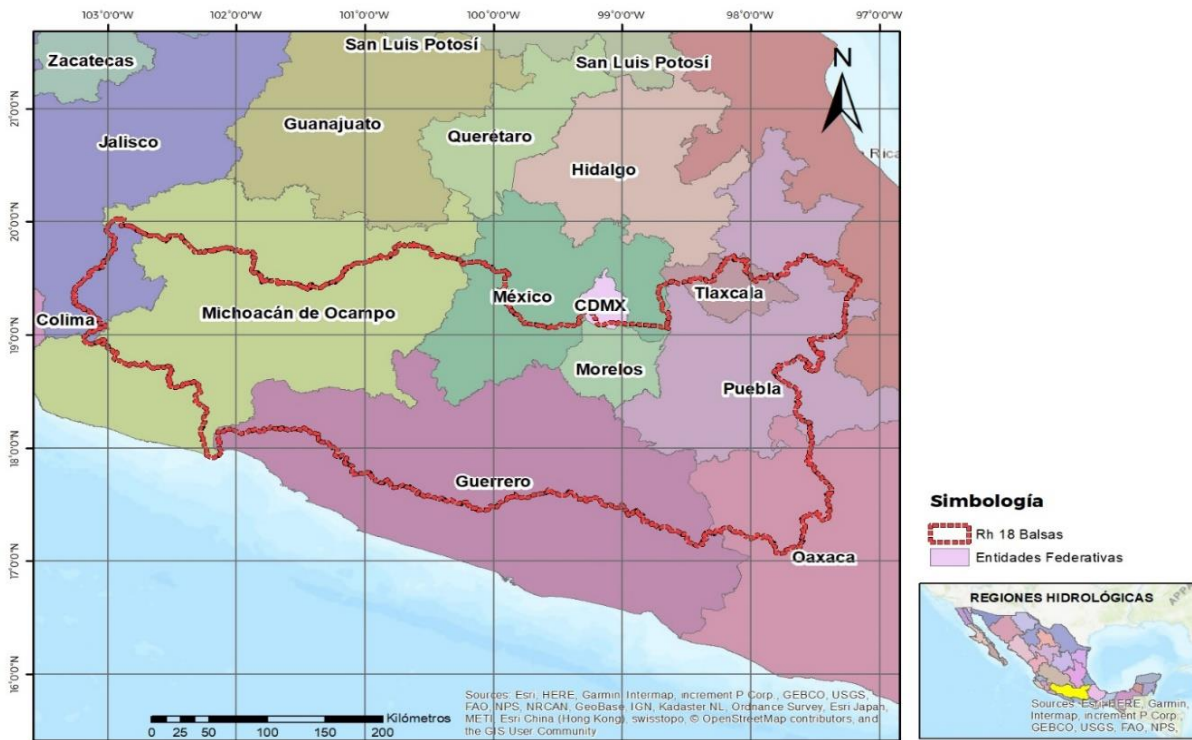 103°0'0"W 102°0'0"W 101°0'0"W 100°0'0"W 99°0'0"W 98°0'0"W 97°0'0"W
San Luis Potosí
Zacatecas
San Luis Potosí
N
21°0'0"N
Guanajuato
Querétaro
Jalisco
Hidalgo
Rica
20°0'0"N
México
CDMX
Tlaxcala
Colima
Michoacán de Ocampo
19°0'0"N
Morelos
Puebla
18°0'0"N
Guerrero
17°0'0"N
Oaxaca
16°0'0"N
Sources: Esri, HERE, Garmin, Intermap, increment P Corp., GEBCO, USGS,
FAO, NPS, NRCAN, GeoBase, IGN, Kadaster NL, Ordnance Survey, Esri Japan,
METI, Esri China (Hong Kong), swisstopo, © OpenStreetMap contributors, and
the GIS User Community
Kilómetros
0 25 50 100 150 200
Simbología
Rh 18 Balsas
Entidades Federativas
REGIONES HIDROLÓGICAS
Sources: Esri, HERE, Garmin,
Intermap, increment P Corp.,
GEBCO, USGS, FAO, NPS,